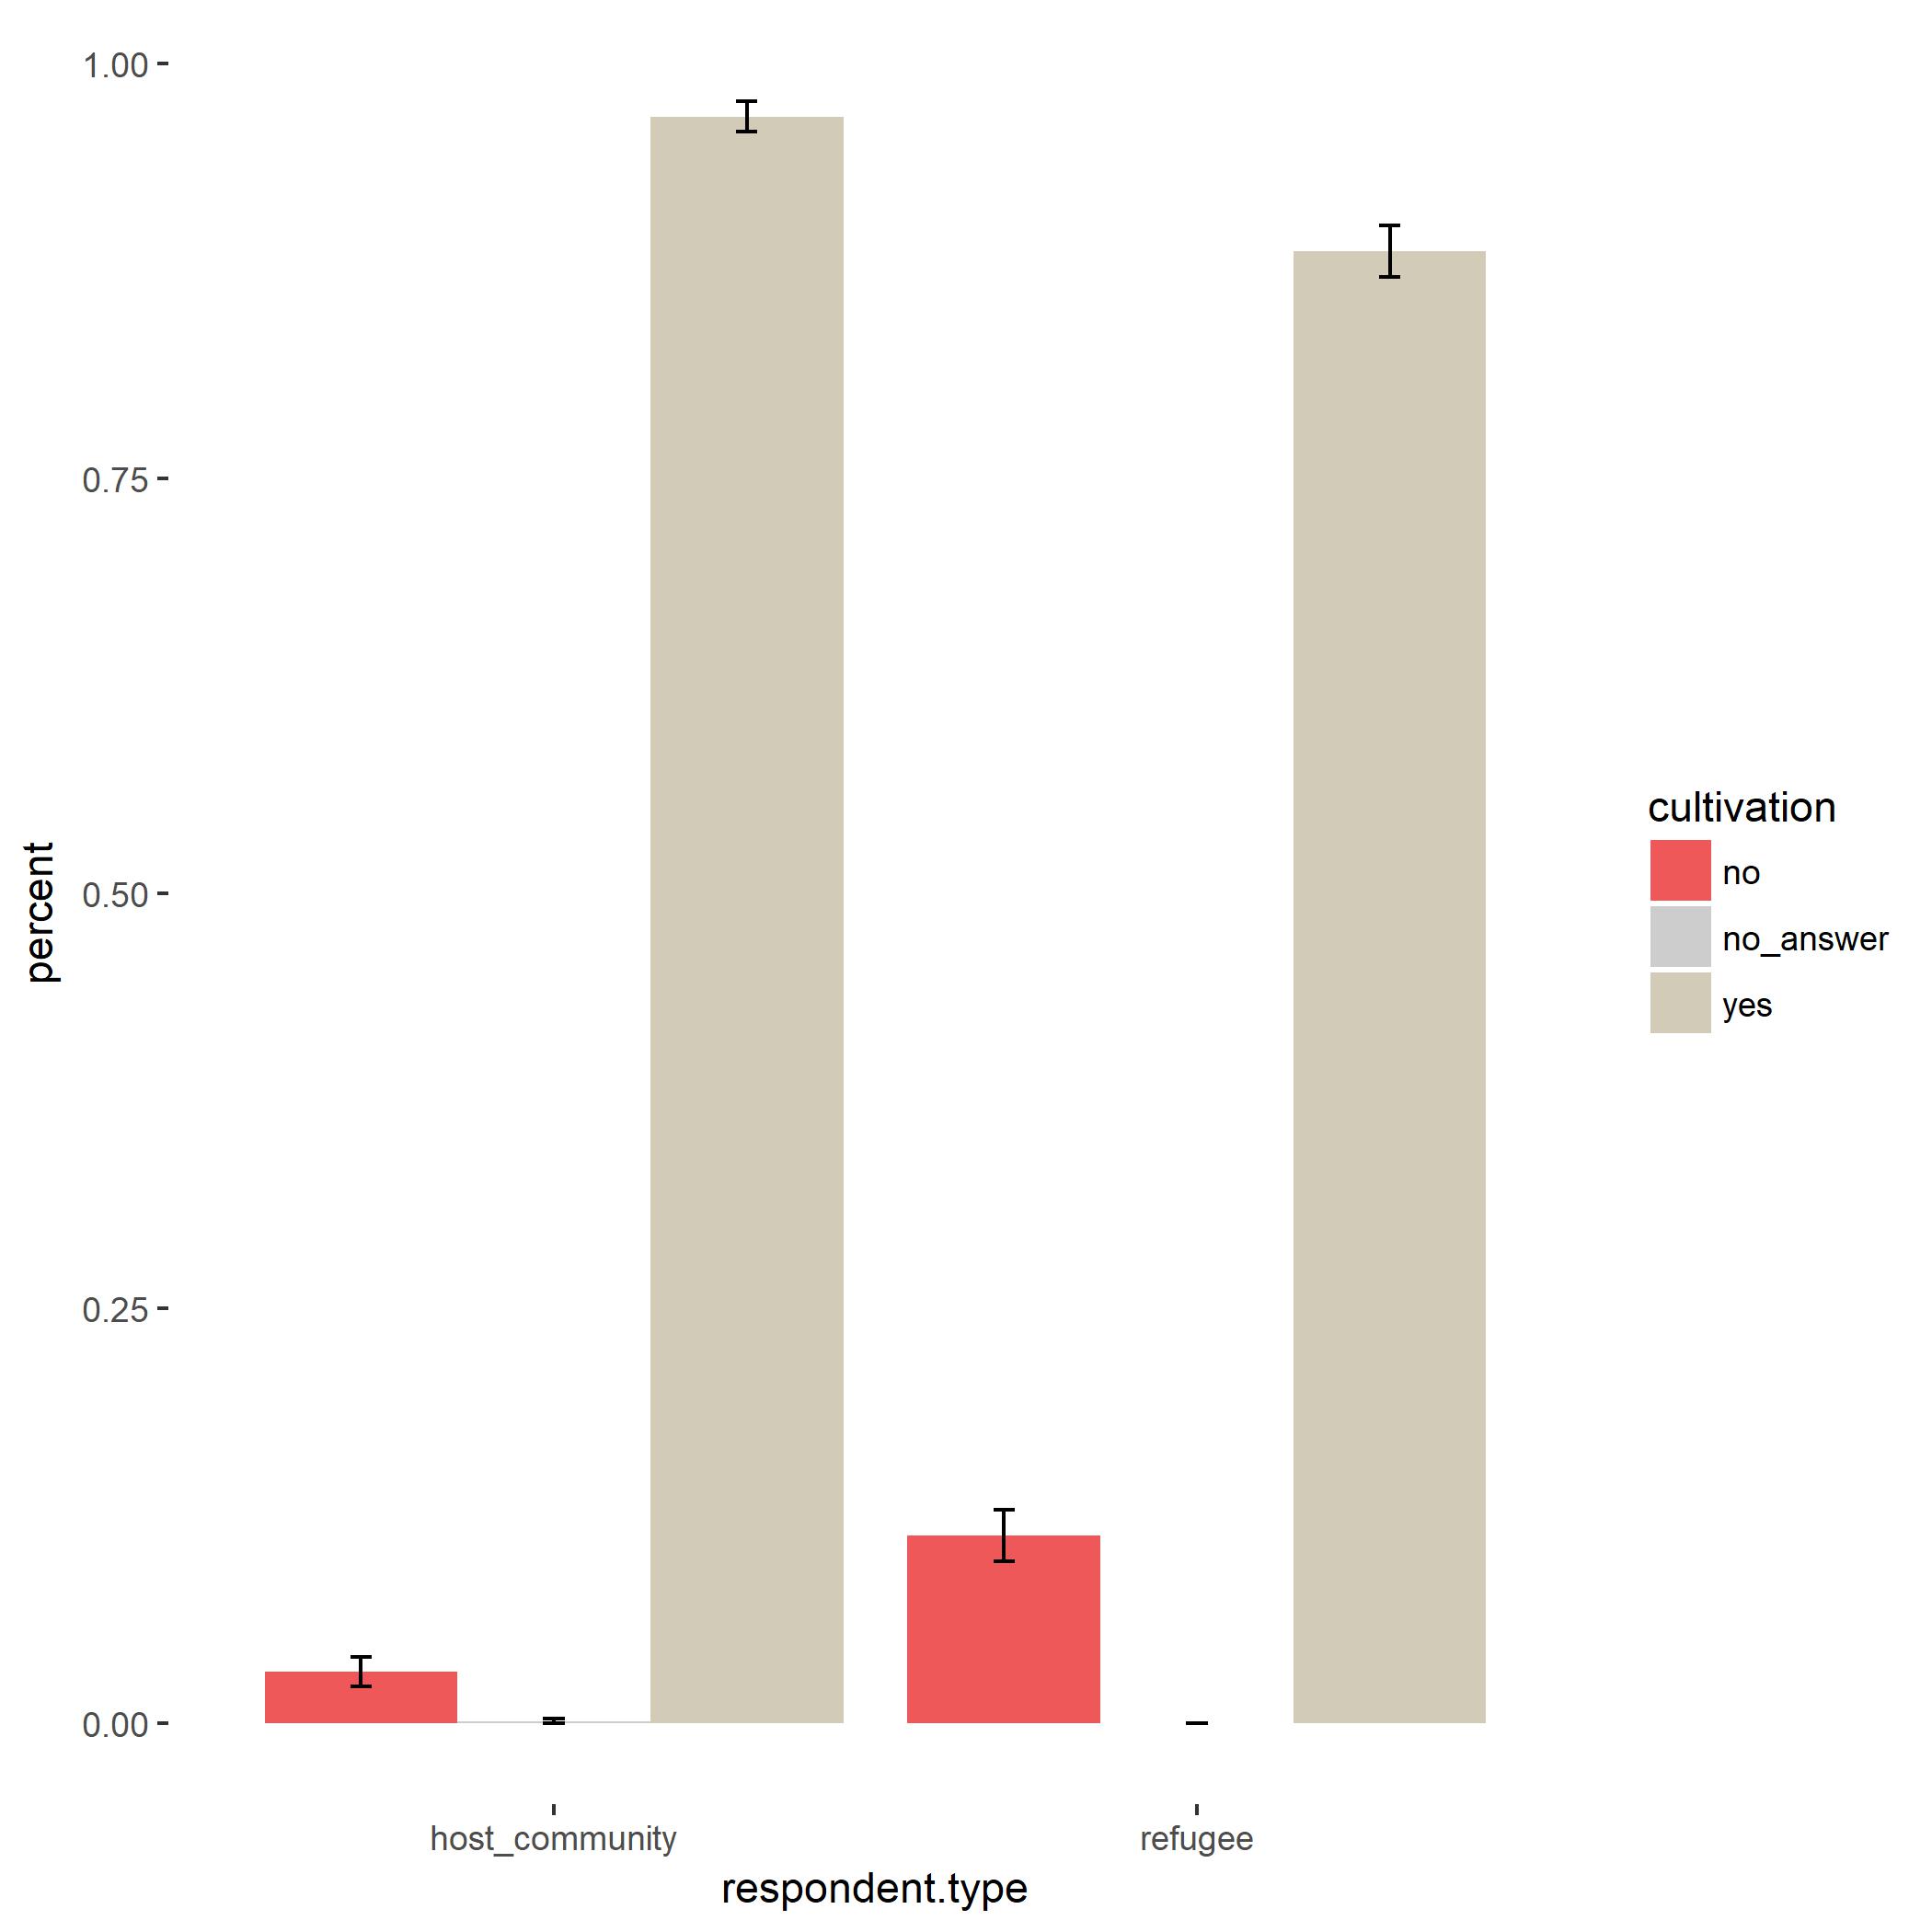 percent
1.00
0.75
0.50
0.25
0.00
host_community
refugee
respondent.type
cultivation
no
no_answer
yes